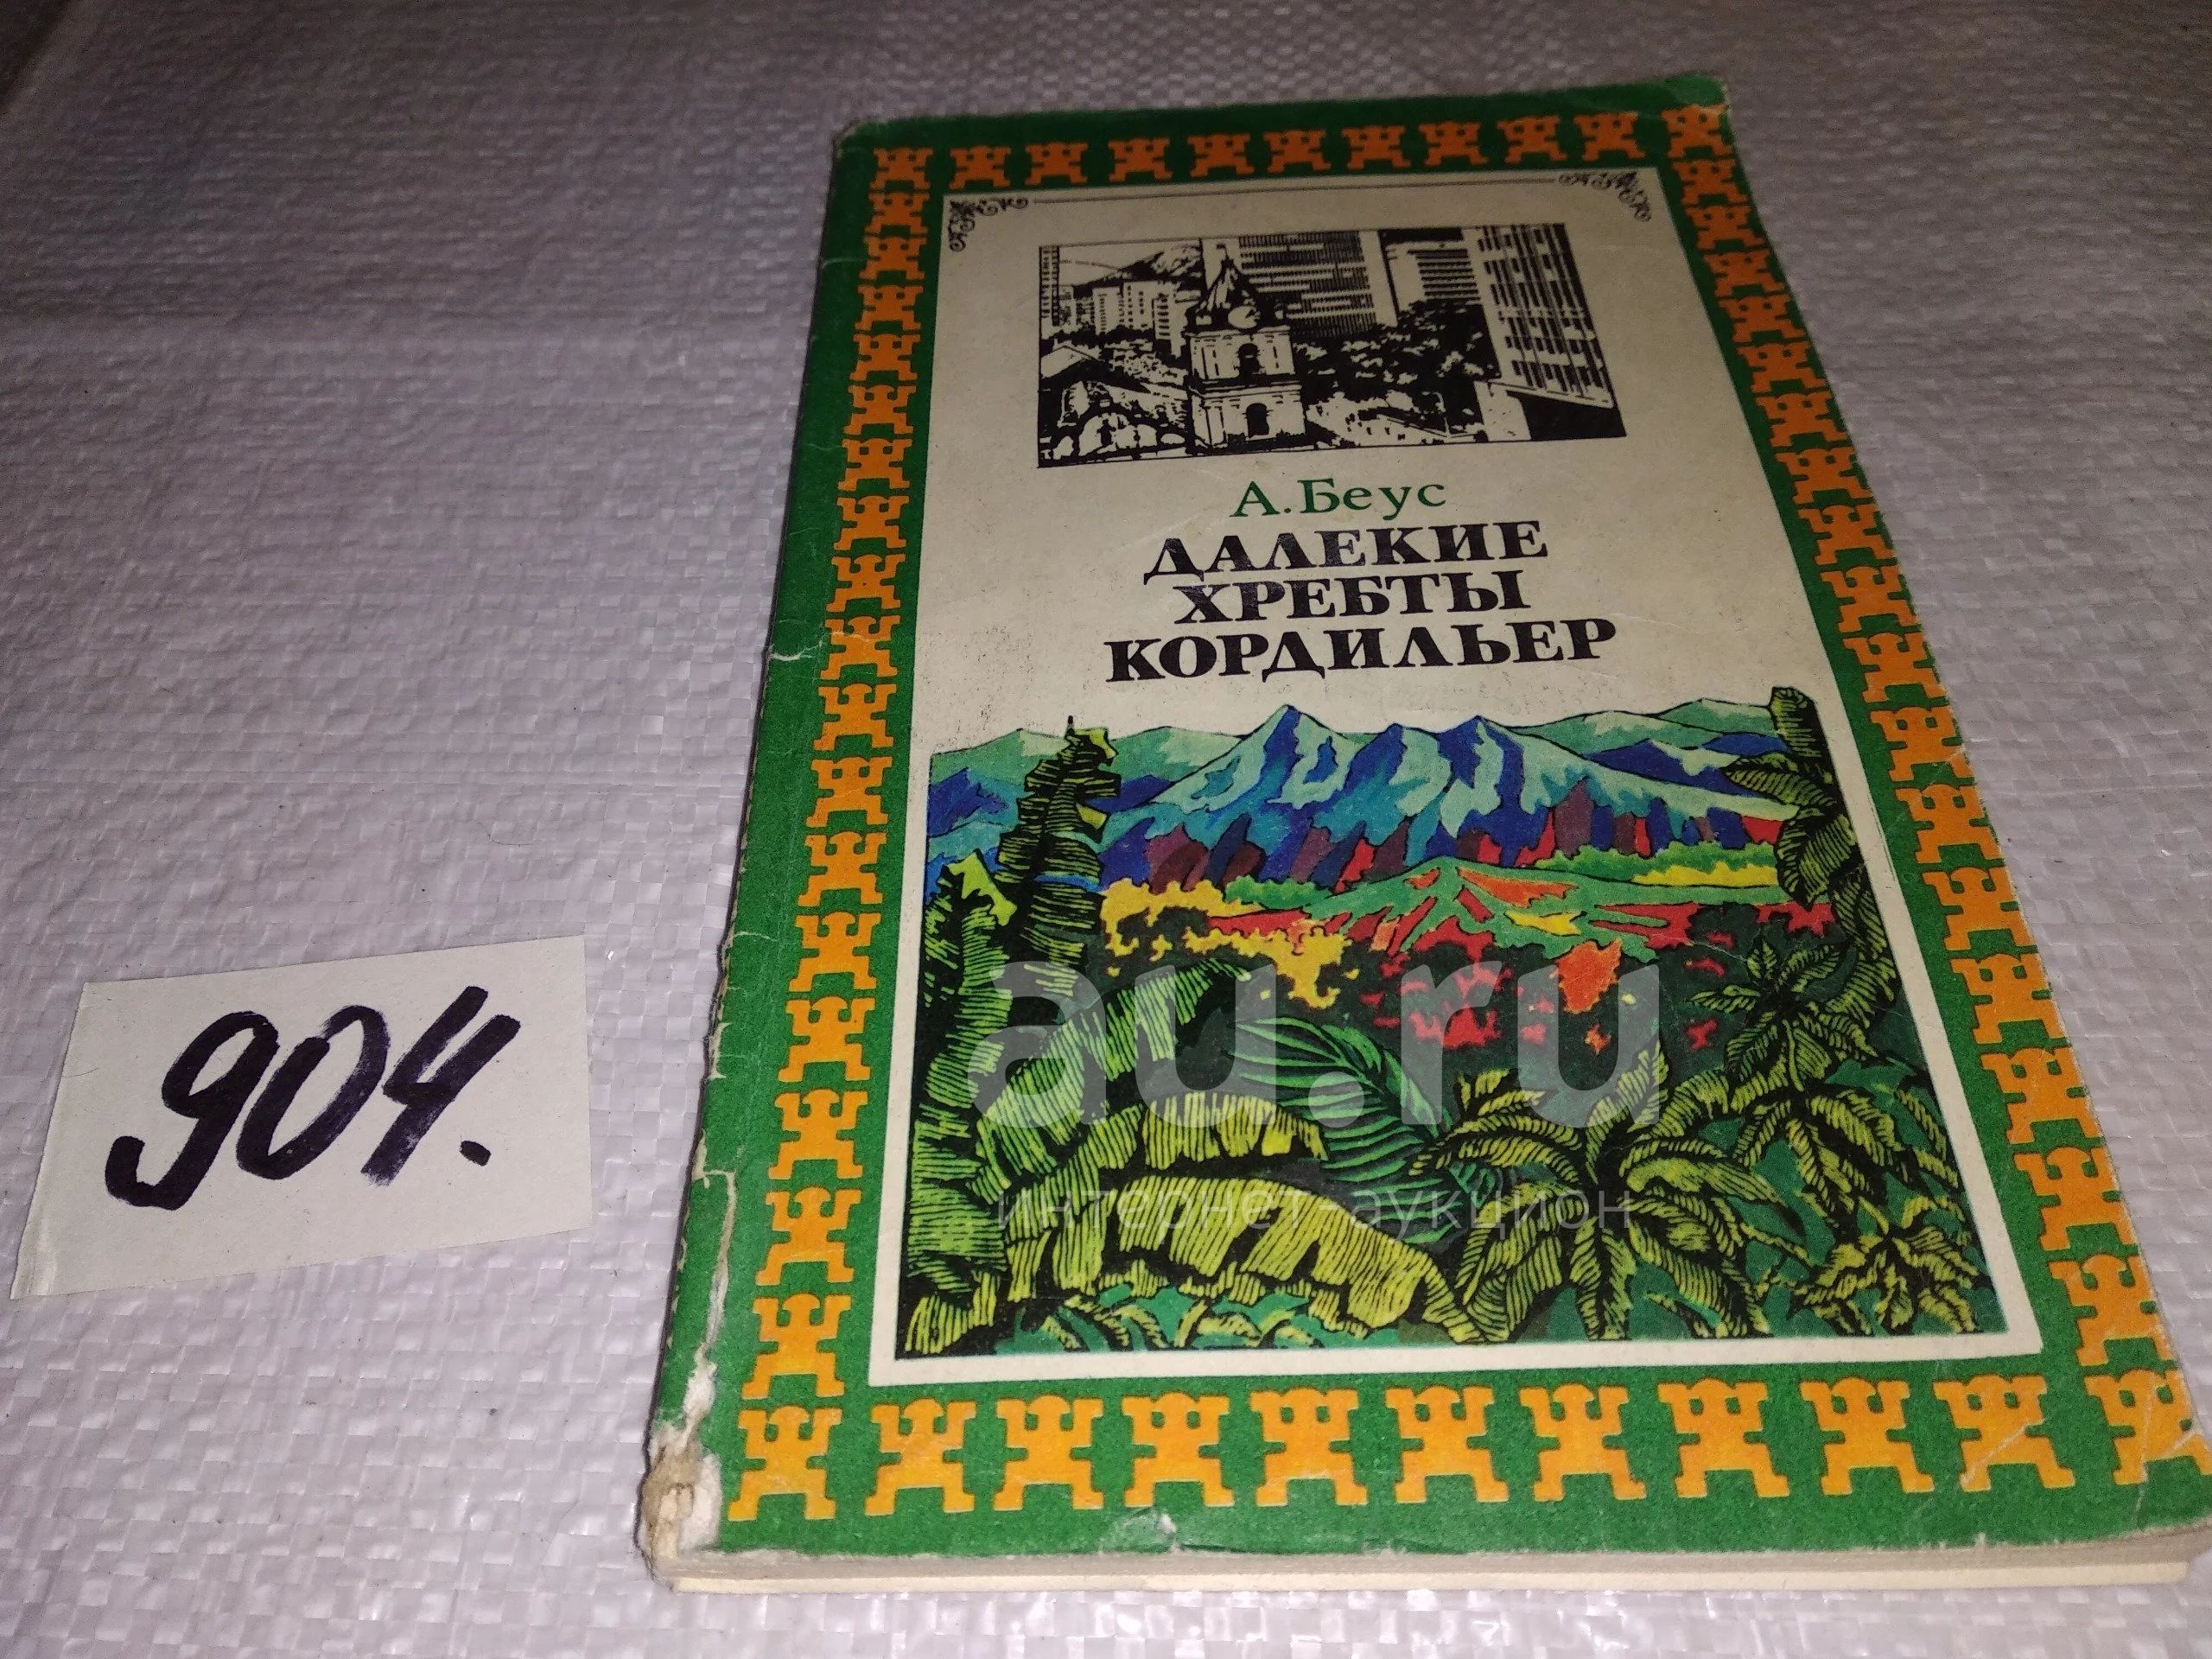 А. Беус
ДАЛЕКИЕ
ХРЕБТЫ
КОРДИЛЬЕР
904.
au.ru
интернет-аукцион